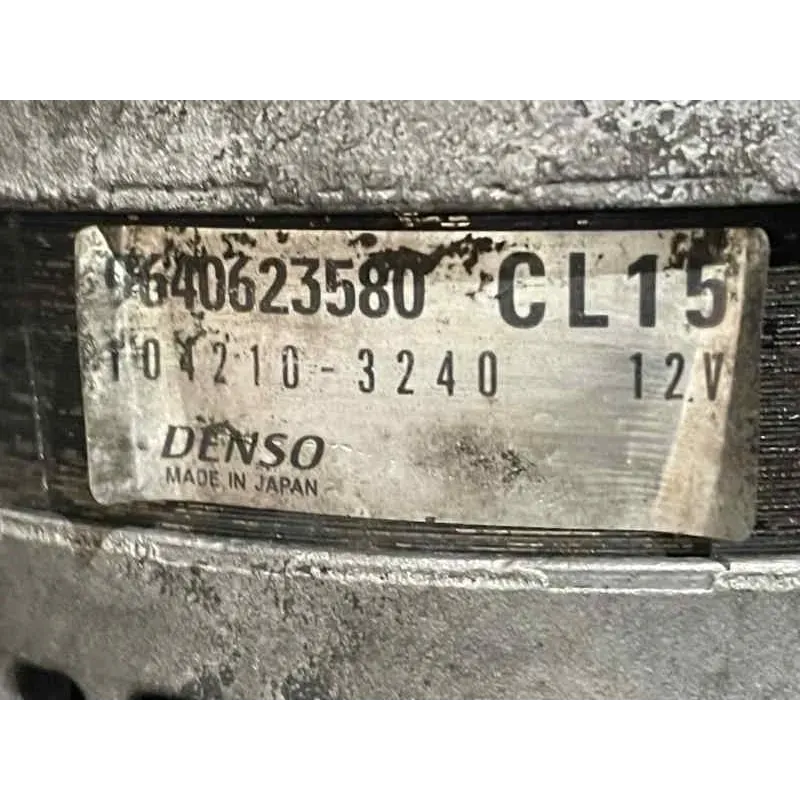 9640623580 CL15
104210-3240 12V
DENSO
MADE IN JAPAN